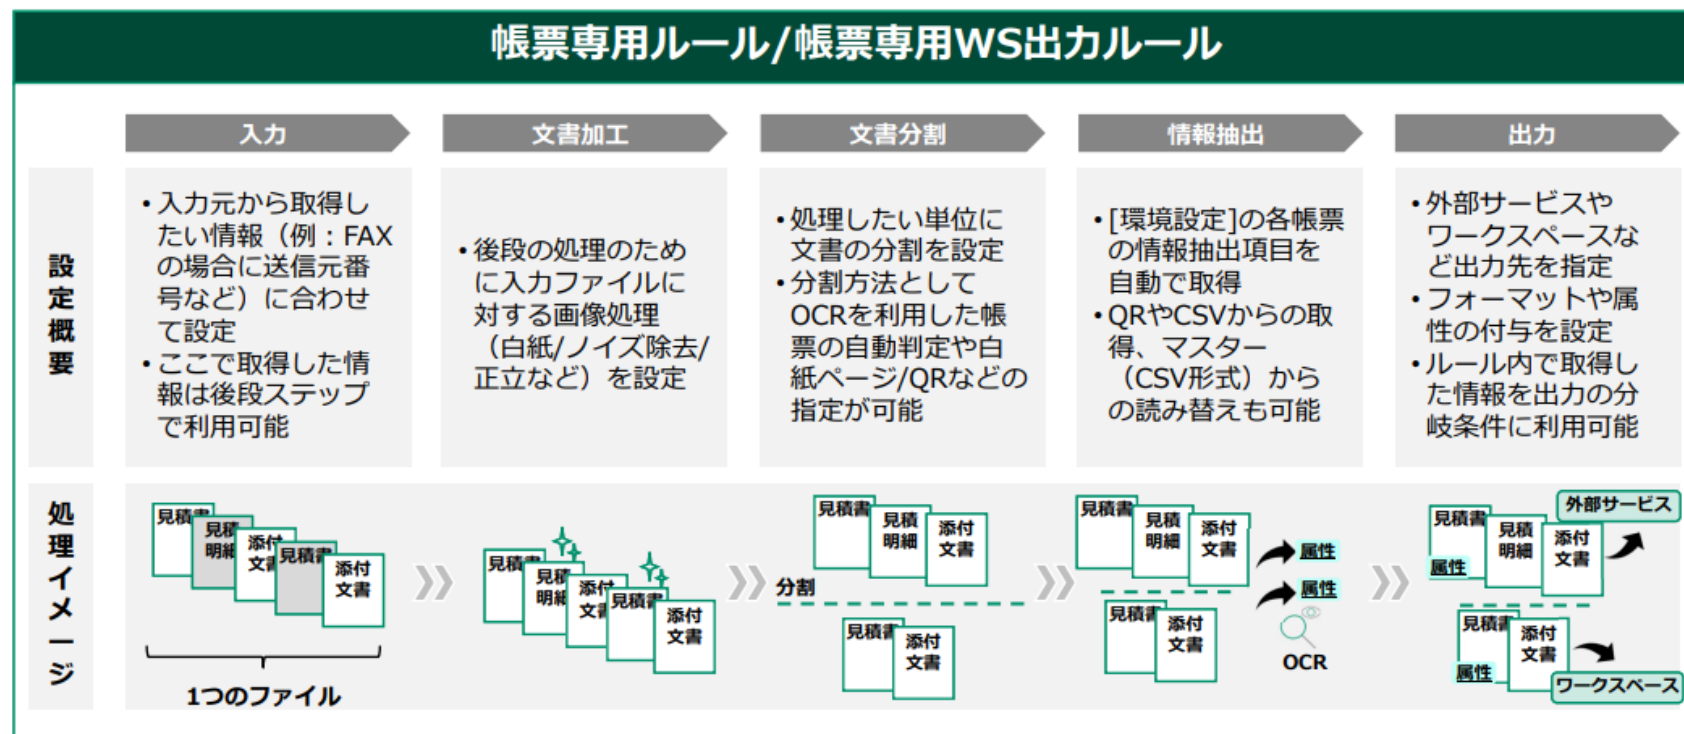 帳票専用ルール/帳票専用WS出力ルール
入力
文書加工
文書分割
情報抽出
出力
設定概要
• 入力元から取得し
たい情報（例：FAX
の場合に送信元番
号など）に合わせ
て設定
• ここで取得した情
報は後段ステップ
で利用可能
• 後段の処理のため
に入力ファイルに
対する画像処理
（白紙/ノイズ除去/
正立など）を設定
• 処理したい単位に
文書の分割を設定
• 分割方法として
OCRを利用した帳
票の自動判定や白
紙ページ/QRなどの
指定が可能
• [環境設定]の各帳票
の情報抽出項目を
自動で取得
• QRやCSVからの取
得、マスター
（CSV形式）から
の読み替えも可能
• 外部サービスや
ワークスペースな
ど出力先を指定
• フォーマットや属
性の付与を設定
• ルール内で取得し
た情報を出力の分
岐条件に利用可能
処理イメージ
見積書
見積
明細
添付
文書
見積書
添付
文書
1つのファイル
見積書
見積
明細
添付
文書
見積書
添付
文書
見積書
見積
明細
添付
文書
分割
見積書
添付
文書
見積書
見積
明細
添付
文書
属性
属性
見積書
添付
文書
OCR
外部サービス
見積書
見積
明細
添付
文書
属性
見積書
添付
文書
属性
ワークスペース